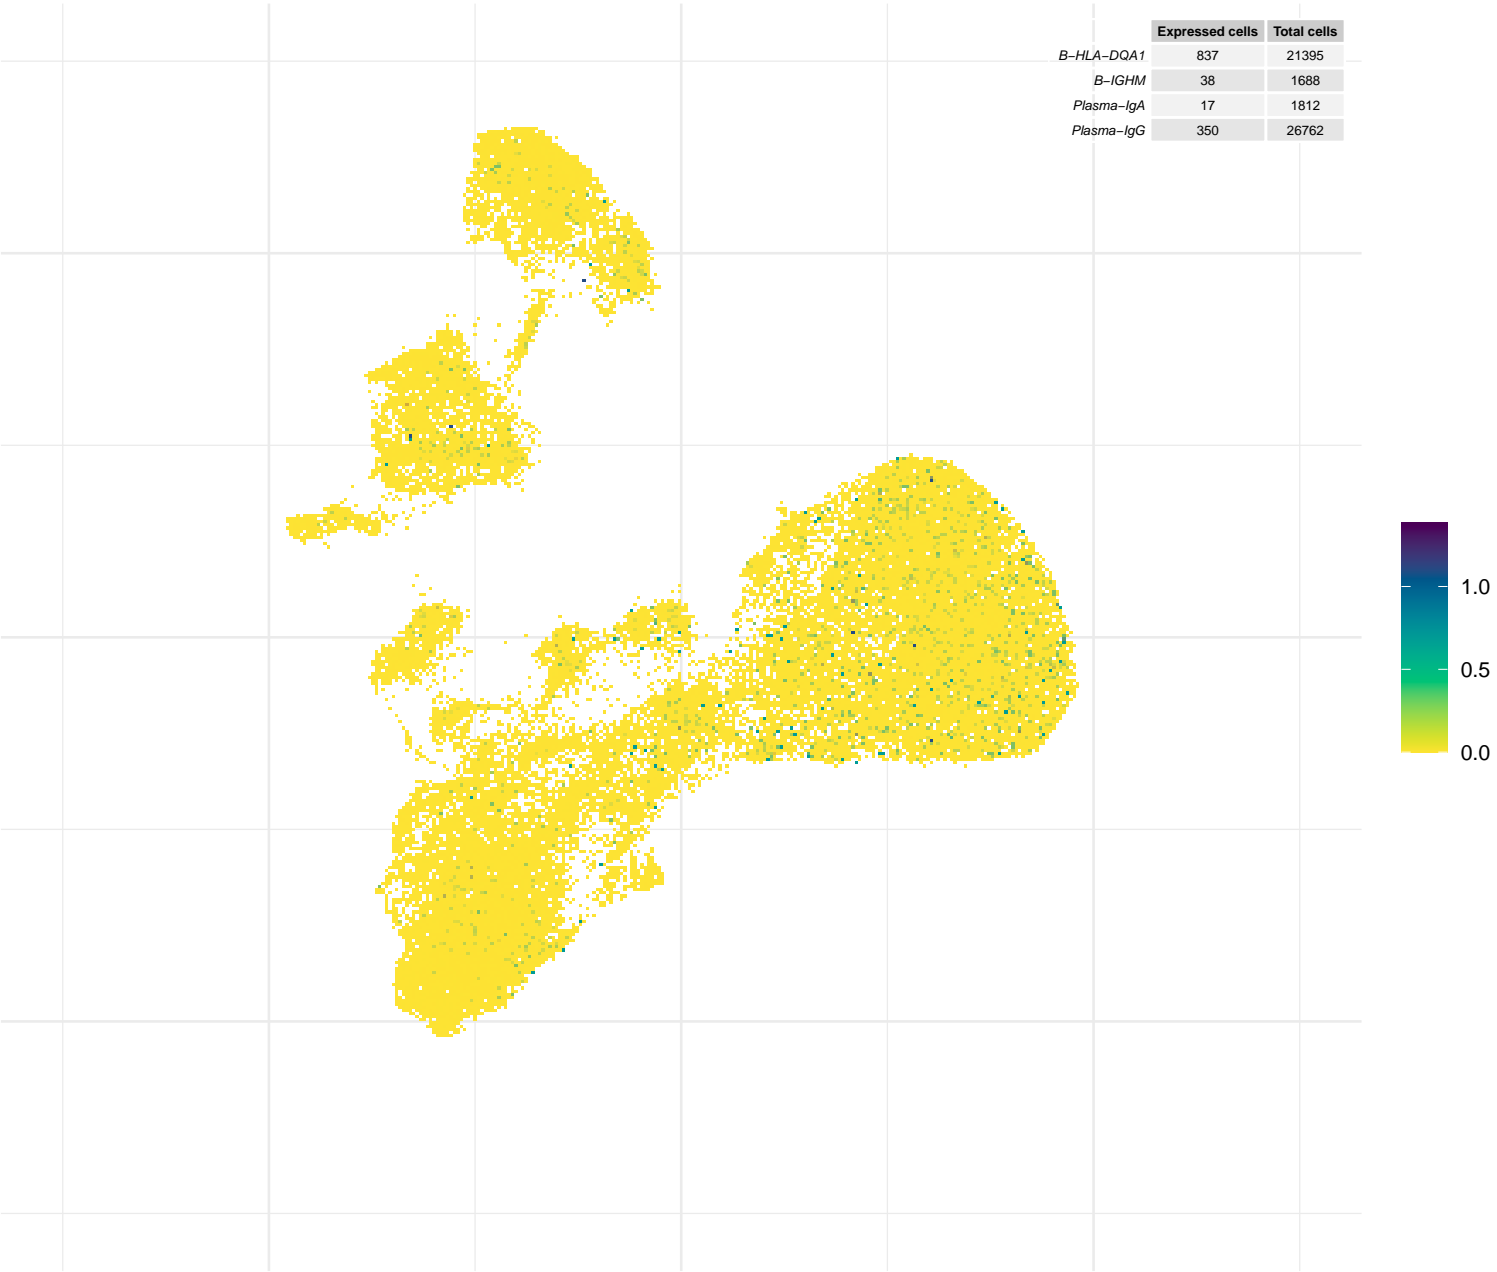 Expressed cells Total cells
B−HLA−DQA1 837 21395
B−IGHM 38 1688
Plasma−IgA 17 1812
Plasma−IgG 350 26762
1.0
0.5
0.0